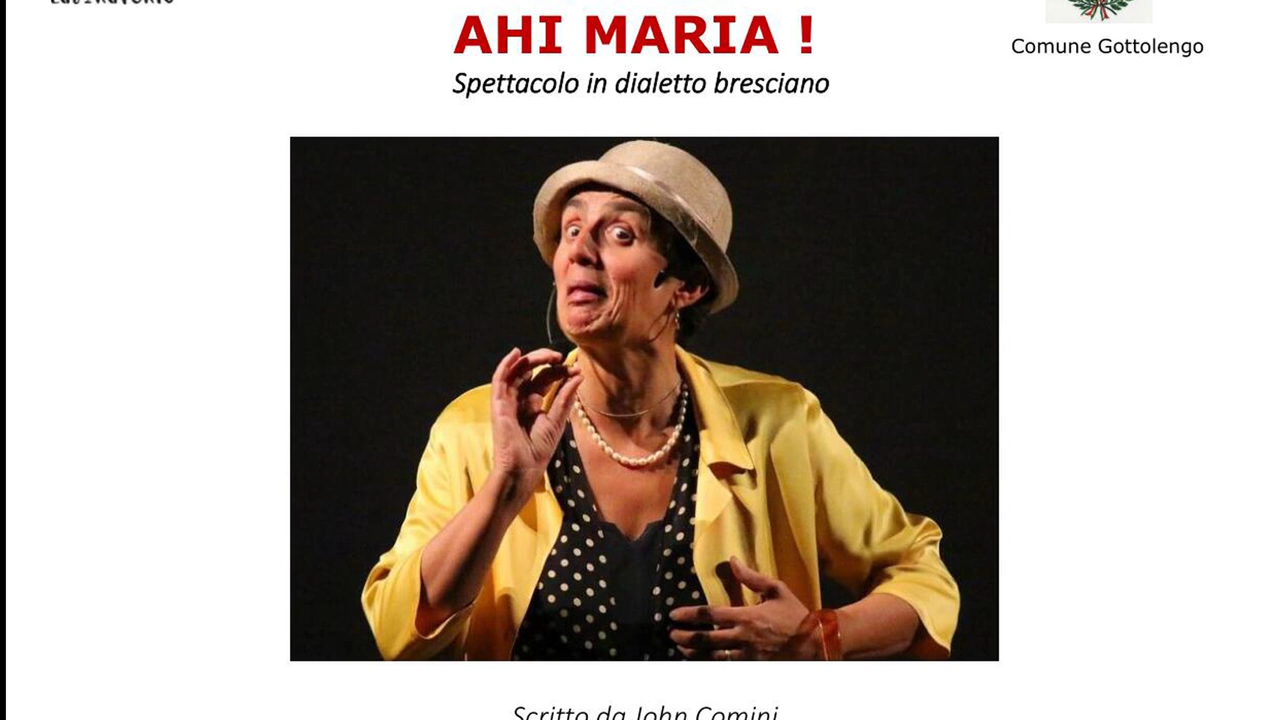 AHI MARIA !
Comune Gottolengo
Spettacolo in dialetto bresciano
Scritto da John Comini